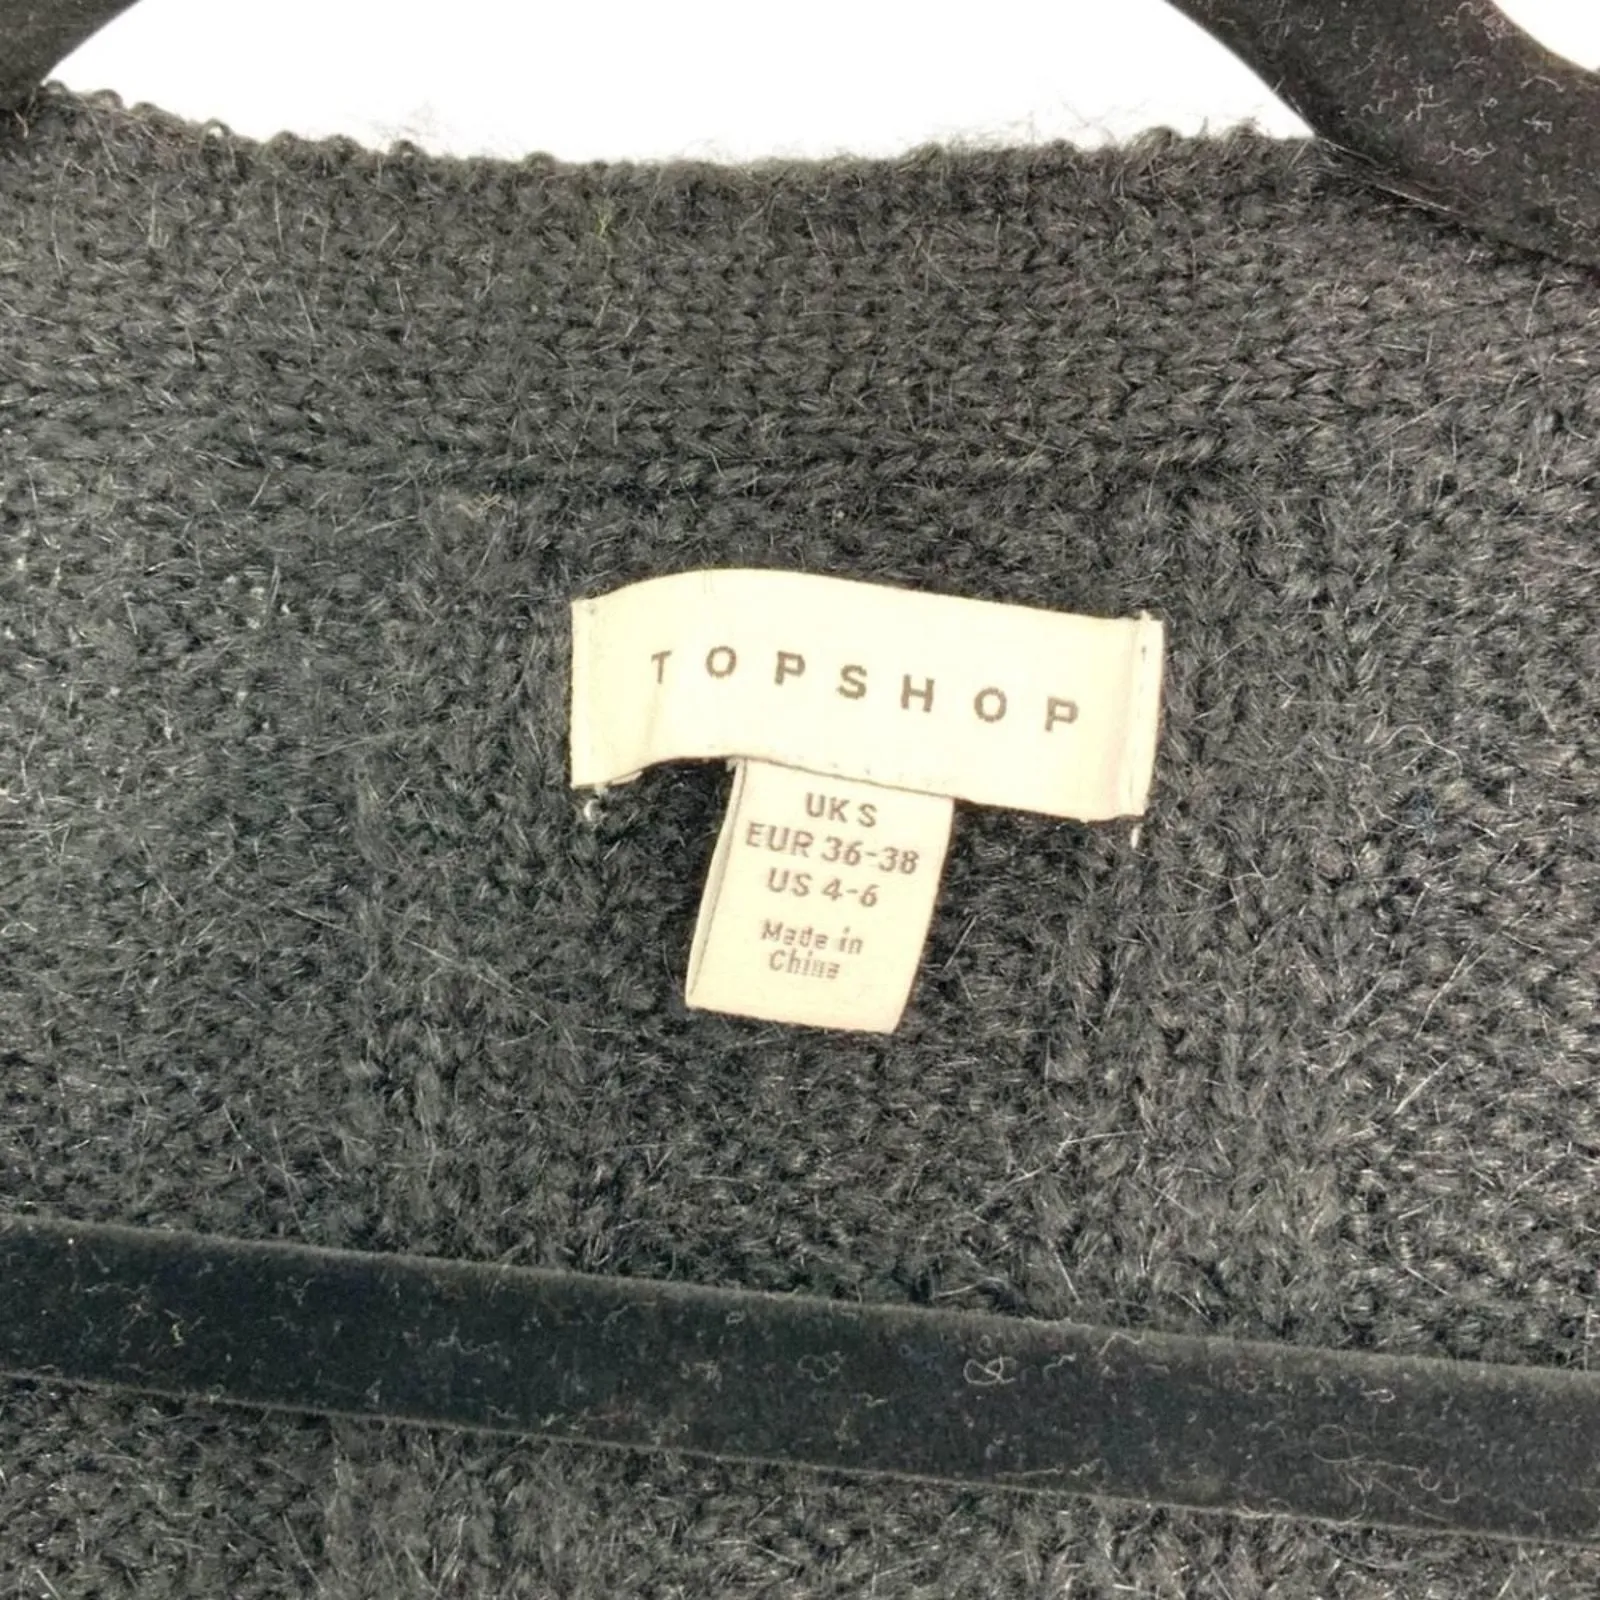 TOPSHOP
UK S
EUR 36-38
US 4-6
Made in
China